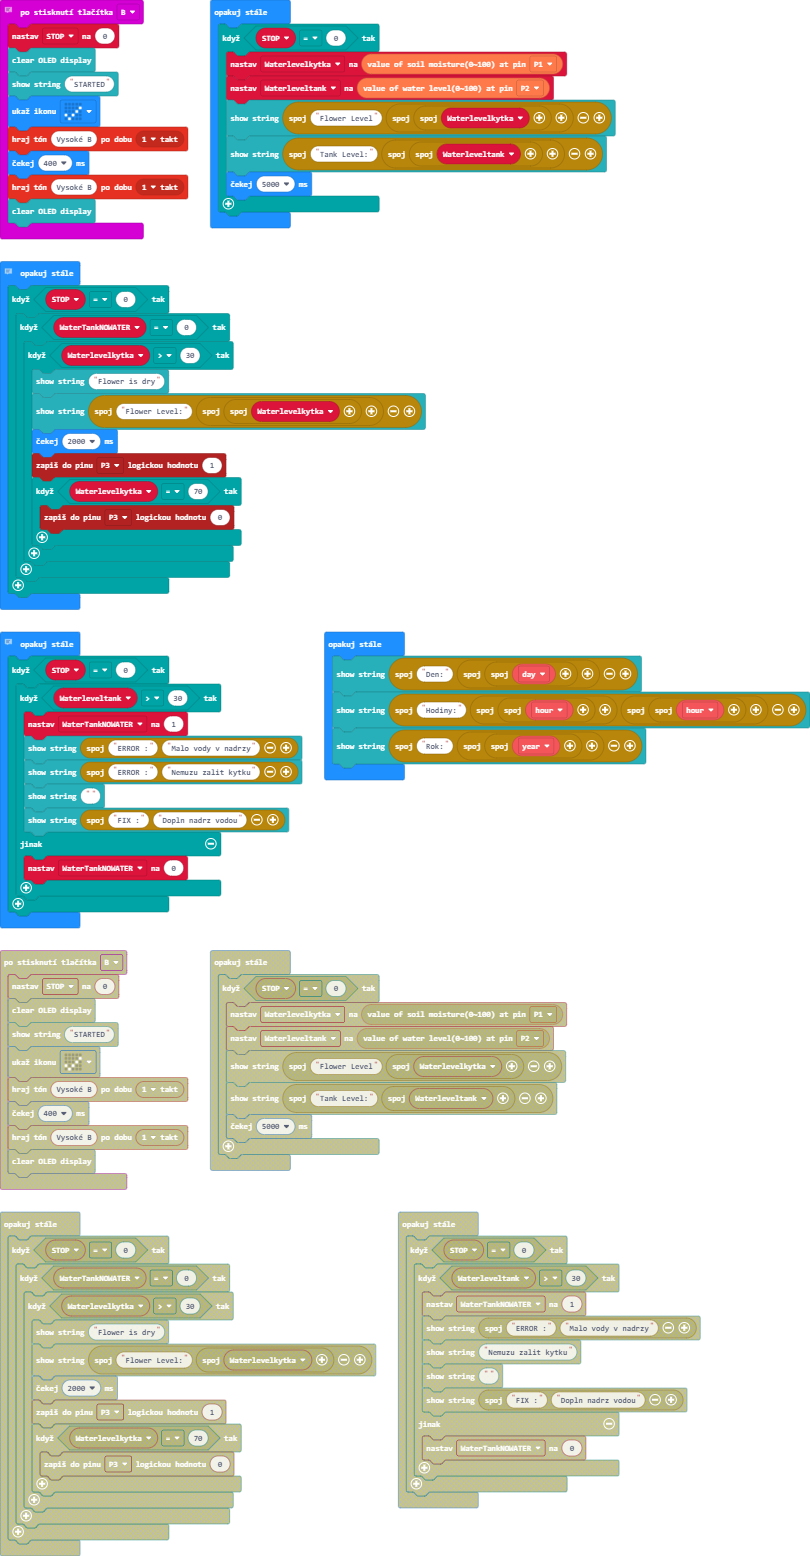 po stisknutí tlačítka B
nastav STOP na 0
clear OLED display
show string "STARTED"
ukaž ikonu
hraj tón Vysoké B po dobu 1 takt
čekej 400 ms
hraj tón Vysoké B po dobu 1 takt
clear OLED display
opakuj stále
když STOP = 0 tak
nastav Waterlevelkytka na value of soil moisture(0~100) at pin P1
nastav Waterleveltank na value of water level(0~100) at pin P2
show string spoj "Flower Level" spoj spoj Waterlevelkytka
show string spoj "Tank Level:" spoj spoj Waterleveltank
čekej 5000 ms
opakuj stále
když STOP = 0 tak
když WaterTankNOWATER = 0 tak
když Waterlevelkytka > 30 tak
show string "Flower is dry"
show string spoj "Flower Level:" spoj spoj Waterlevelkytka
čekej 2000 ms
zapiš do pinu P3 logickou hodnotu 1
když Waterlevelkytka = 70 tak
zapiš do pinu P3 logickou hodnotu 0
opakuj stále
když STOP = 0 tak
když Waterleveltank > 30 tak
nastav WaterTankNOWATER na 1
show string spoj "ERROR :" "Malo vody v nadrzy"
show string spoj "ERROR :" "Nemuzu zalit kytku"
show string " "
show string spoj "FIX :" "Dopln nadrz vodou"
jinak
nastav WaterTankNOWATER na 0
opakuj stále
show string spoj "Den:" spoj spoj day
show string spoj "Hodiny:" spoj spoj hour spoj spoj hour
show string spoj "Rok:" spoj spoj year
po stisknutí tlačítka B
nastav STOP na 0
clear OLED display
show string "STARTED"
ukaž ikonu
hraj tón Vysoké B po dobu 1 takt
čekej 400 ms
hraj tón Vysoké B po dobu 1 takt
clear OLED display
opakuj stále
když STOP = 0 tak
nastav Waterlevelkytka na value of soil moisture(0~100) at pin P1
nastav Waterleveltank na value of water level(0~100) at pin P2
show string spoj "Flower Level" spoj Waterlevelkytka
show string spoj "Tank Level:" spoj Waterleveltank
čekej 5000 ms
opakuj stále
když STOP = 0 tak
když WaterTankNOWATER = 0 tak
když Waterlevelkytka > 30 tak
show string "Flower is dry"
show string spoj "Flower Level:" spoj Waterlevelkytka
čekej 2000 ms
zapiš do pinu P3 logickou hodnotu 1
když Waterlevelkytka = 70 tak
zapiš do pinu P3 logickou hodnotu 0
opakuj stále
když STOP = 0 tak
když Waterleveltank > 30 tak
nastav WaterTankNOWATER na 1
show string spoj "ERROR :" "Malo vody v nadrzy"
show string "Nemuzu zalit kytku"
show string " "
show string spoj "FIX :" "Dopln nadrz vodou"
jinak
nastav WaterTankNOWATER na 0